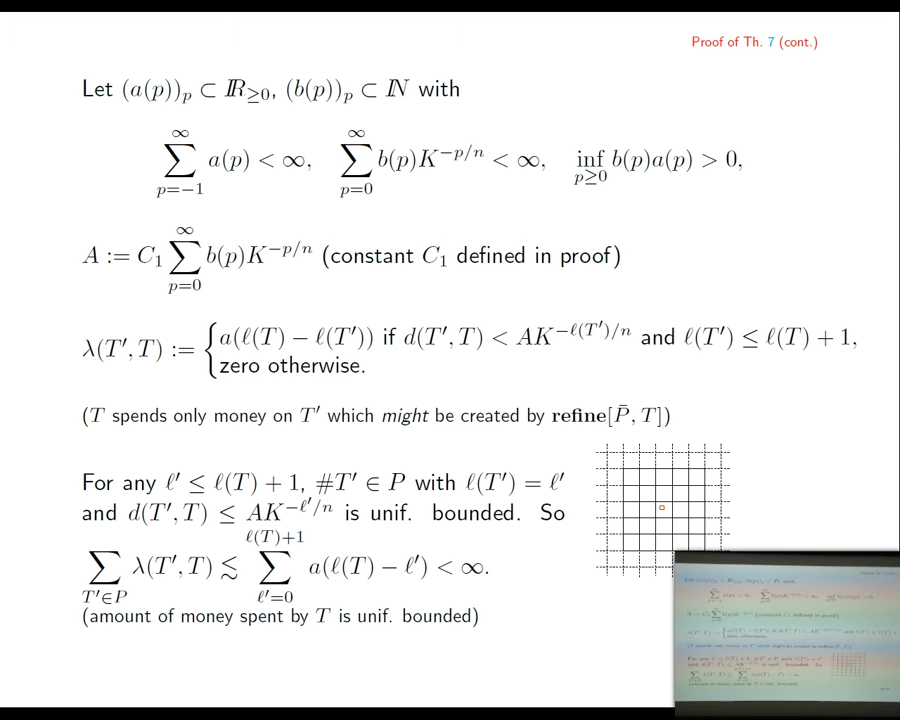 Proof of Th. 7 (cont.)
Let (a(p))_p ⊂ ℝ_{≥0}, (b(p))_p ⊂ ℕ with
∑_{p=−1}^{∞} a(p) < ∞, ∑_{p=0}^{∞} b(p)K^{−p/n} < ∞, inf_{p≥0} b(p)a(p) > 0,
A := C_1 ∑_{p=0}^{∞} b(p)K^{−p/n} (constant C_1 defined in proof)
λ(T′, T) := { a(ℓ(T) − ℓ(T′)) if d(T′, T) < AK^{−ℓ(T′)/n} and ℓ(T′) ≤ ℓ(T) + 1,
zero otherwise.
(T spends only money on T′ which might be created by refine[P̄, T])
For any ℓ′ ≤ ℓ(T) + 1, #T′ ∈ P with ℓ(T′) = ℓ′
and d(T′, T) ≤ AK^{−ℓ′/n} is unif. bounded. So
∑_{T′∈P} λ(T′, T) ≲ ∑_{ℓ′=0}^{ℓ(T)+1} a(ℓ(T) − ℓ′) < ∞.
(amount of money spent by T is unif. bounded)